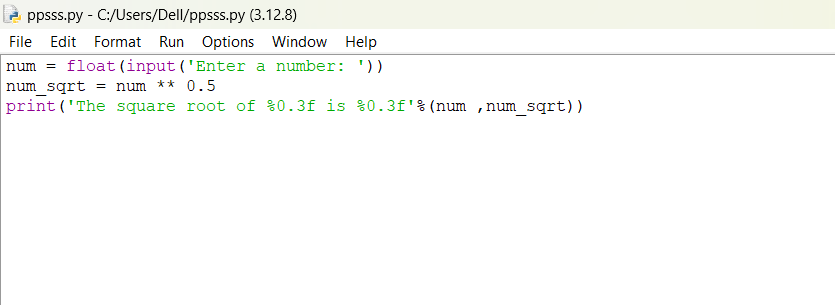 ppsss.py - C:/Users/Dell/ppsss.py (3.12.8)
File Edit Format Run Options Window Help
num = float(input('Enter a number: '))
num_sqrt = num ** 0.5
print('The square root of %0.3f is %0.3f'%(num ,num_sqrt))